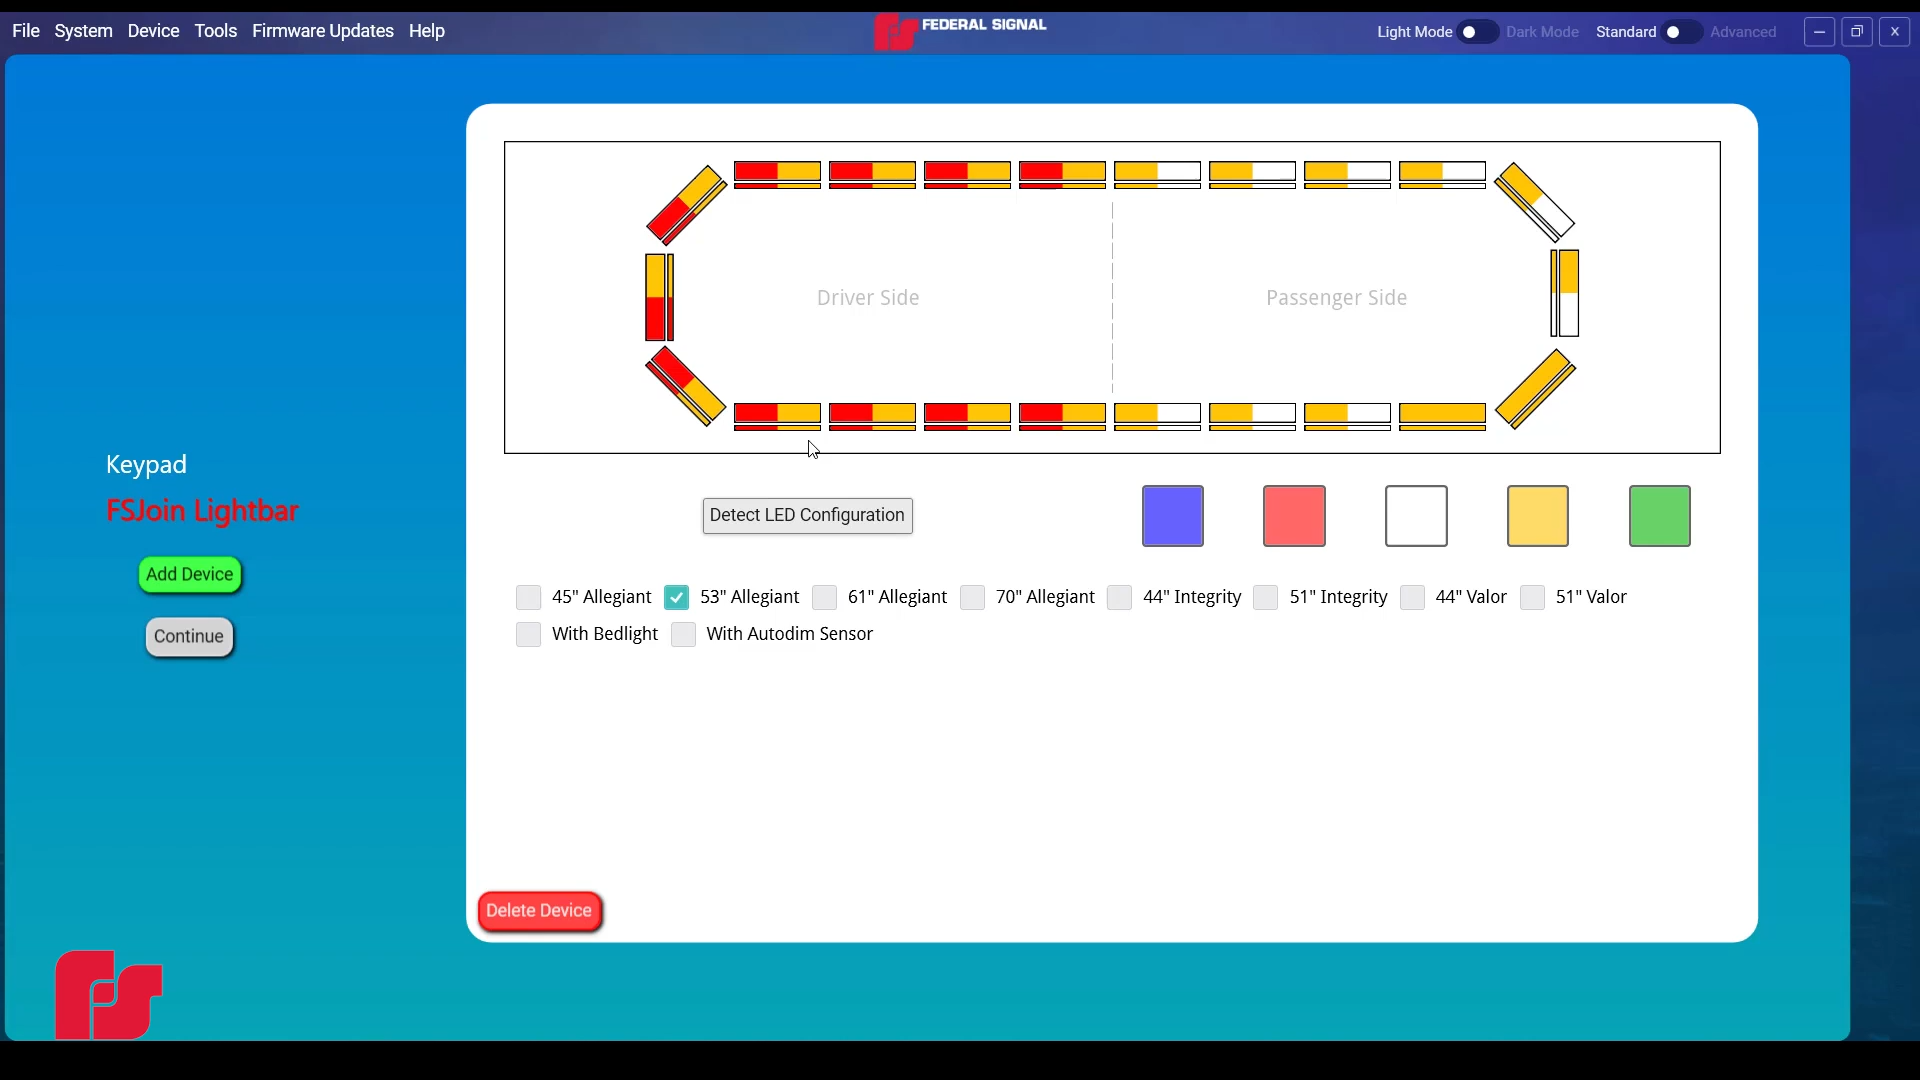 File System Device Tools Firmware Updates Help
FEDERAL SIGNAL
Light Mode Dark Mode Standard Advanced
Driver Side Passenger Side
Keypad
FSJoin Lightbar
Add Device
Continue
Detect LED Configuration
45" Allegiant 53" Allegiant 61" Allegiant 70" Allegiant 44" Integrity 51" Integrity 44" Valor 51" Valor
With Bedlight With Autodim Sensor
Delete Device